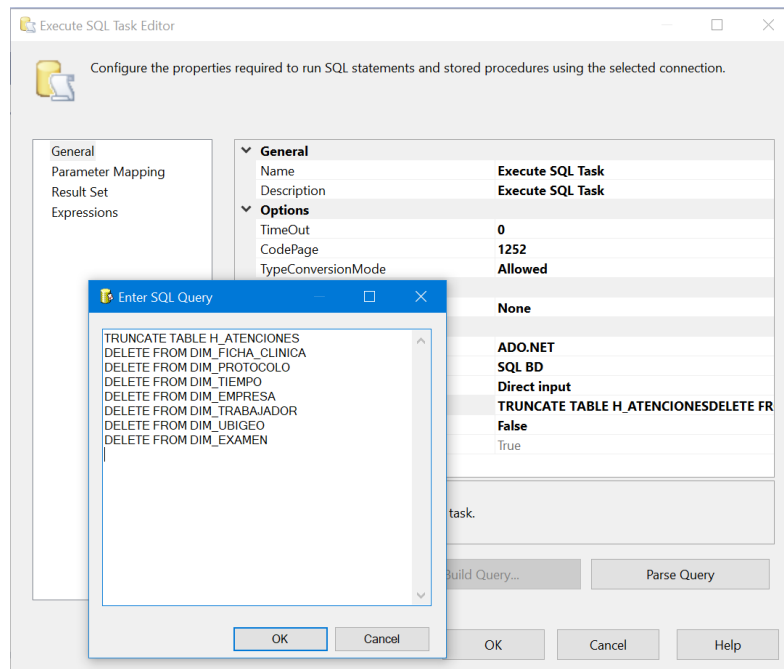 Execute SQL Task Editor
Configure the properties required to run SQL statements and stored procedures using the selected connection.
General
Parameter Mapping
Result Set
Expressions
General
Name Execute SQL Task
Description Execute SQL Task
Options
TimeOut 0
CodePage 1252
TypeConversionMode Allowed
None
ADO.NET
SQL BD
Direct input
TRUNCATE TABLE H_ATENCIONESDELETE FR
False
True
task.
Build Query...
Parse Query
OK
Cancel
Help
Enter SQL Query
TRUNCATE TABLE H_ATENCIONES
DELETE FROM DIM_FICHA_CLINICA
DELETE FROM DIM_PROTOCOLO
DELETE FROM DIM_TIEMPO
DELETE FROM DIM_EMPRESA
DELETE FROM DIM_TRABAJADOR
DELETE FROM DIM_UBIGEO
DELETE FROM DIM_EXAMEN
OK
Cancel